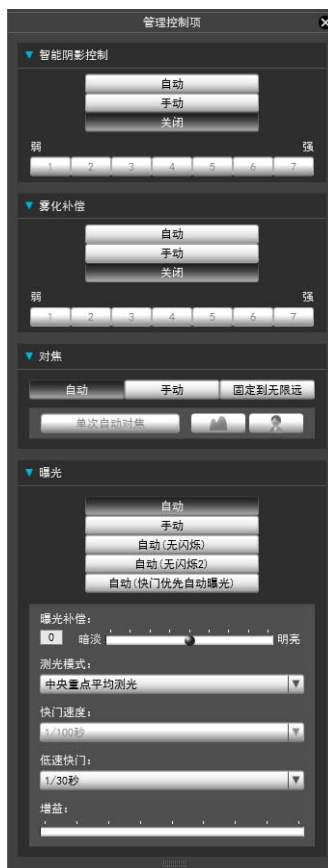 管理控制项
智能阴影控制
自动
手动
关闭
弱 强
1 2 3 4 5 6 7
雾化补偿
自动
手动
关闭
弱 强
1 2 3 4 5 6 7
对焦
自动 手动 固定到无限远
单次自动对焦
曝光
自动
手动
自动(无闪烁)
自动(无闪烁2)
自动(快门优先自动曝光)
曝光补偿:
0 暗淡 明亮
测光模式:
中央重点平均测光
快门速度:
1/100秒
低速快门:
1/30秒
增益: